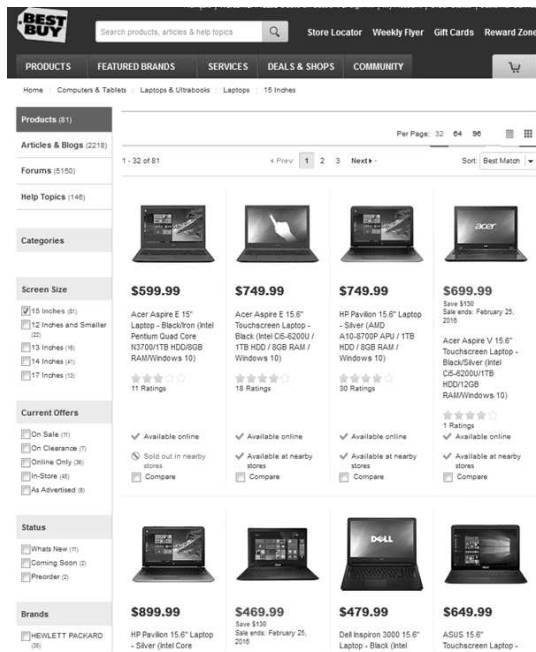 BEST
BUY
Search products, articles & help topics
Store Locator Weekly Flyer Gift Cards Reward Zone
PRODUCTS FEATURED BRANDS SERVICES DEALS & SHOPS COMMUNITY
Home Computers & Tablets Laptops & Ultrabooks Laptops 15 Inches
Products (81)
Articles & Blogs (2218)
Forums (5150)
Help Topics (146)
Categories
Screen Size
15 Inches (81)
12 Inches and Smaller
(22)
13 Inches (16)
14 Inches (41)
17 Inches (13)
Current Offers
On Sale (11)
On Clearance (7)
Online Only (36)
In-Store (45)
As Advertised (8)
Status
Whats New (11)
Coming Soon (2)
Preorder (2)
Brands
HEWLETT PACKARD
Per Page: 32 64 96
1 - 32 of 81
Prev 1 2 3 Next
Sort: Best Match
$599.99
Acer Aspire E 15"
Laptop - Black/Iron (Intel
Pentium Quad Core
N3700/1TB HDD/8GB
RAM/Windows 10)
11 Ratings
Available online
Sold out in nearby
stores
Compare
$749.99
Acer Aspire E 15.6"
Touchscreen Laptop -
Black (Intel Ci5-6200U /
1TB HDD / 8GB RAM /
Windows 10)
18 Ratings
Available online
Available at nearby
stores
Compare
$749.99
HP Pavilion 15.6" Laptop
- Silver (AMD
A10-8700P APU / 1TB
HDD / 8GB RAM /
Windows 10)
30 Ratings
Available online
Available at nearby
stores
Compare
acer
$699.99
Save $150
Sale ends: February 25,
2016
Acer Aspire V 15.6"
Touchscreen Laptop -
Black/Silver (Intel
Ci5-6200U/1TB
HDD/12GB
RAM/Windows 10)
1 Ratings
Available online
Available at nearby
stores
Compare
$899.99
HP Pavilion 15.6" Laptop
- Silver (Intel Core
$469.99
Save $130
Sale ends: February 25,
2016
DELL
$479.99
Dell Inspiron 3000 15.6"
Laptop - Black (Intel
$649.99
ASUS 15.6"
Touchscreen Laptop -